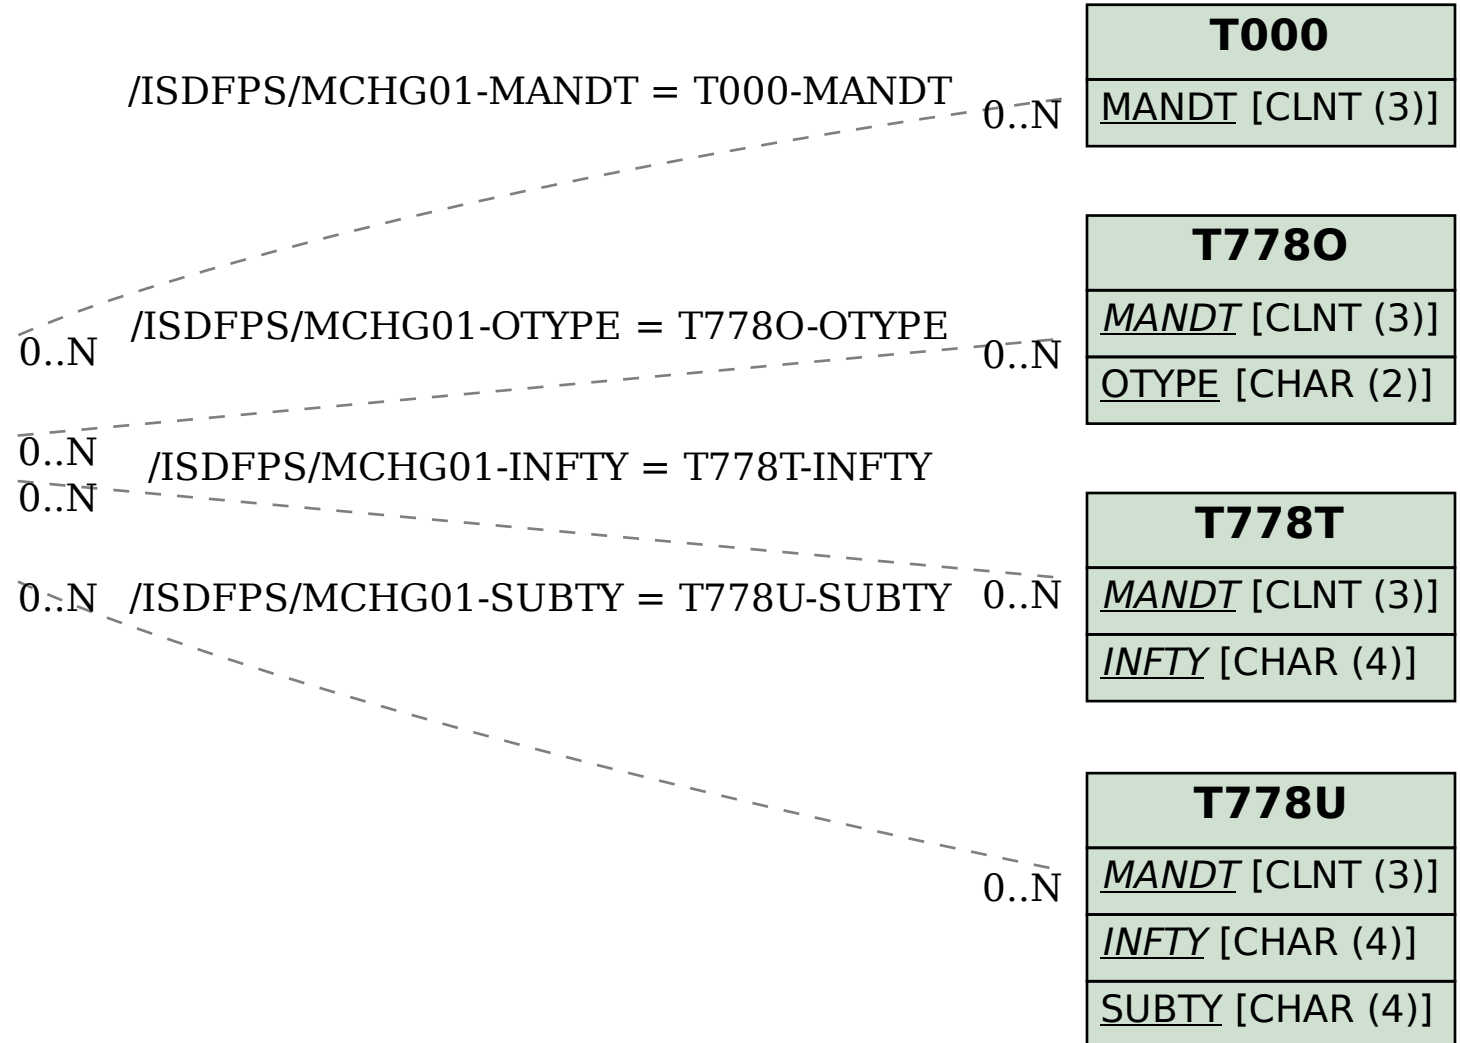 T000
/ISDFPS/MCHG01-MANDT = T000-MANDT
0..N
MANDT [CLNT (3)]
T778O
MANDT [CLNT (3)]
/ISDFPS/MCHG01-OTYPE = T778O-OTYPE
0..N
0..N
OTYPE [CHAR (2)]
0..N
/ISDFPS/MCHG01-INFTY = T778T-INFTY
0..N
T778T
0..N
/ISDFPS/MCHG01-SUBTY = T778U-SUBTY
0..N
MANDT [CLNT (3)]
INFTY [CHAR (4)]
T778U
0..N
MANDT [CLNT (3)]
INFTY [CHAR (4)]
SUBTY [CHAR (4)]